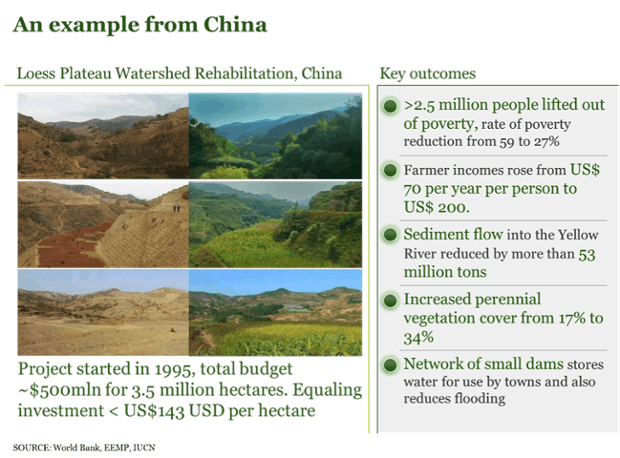 An example from China
Loess Plateau Watershed Rehabilitation, China
Project started in 1995, total budget
~$500mln for 3.5 million hectares. Equaling
investment < US$143 USD per hectare
Key outcomes
>2.5 million people lifted out
of poverty, rate of poverty
reduction from 59 to 27%
Farmer incomes rose from US$
70 per year per person to
US$ 200.
Sediment flow into the Yellow
River reduced by more than 53
million tons
Increased perennial
vegetation cover from 17% to
34%
Network of small dams stores
water for use by towns and also
reduces flooding
SOURCE: World Bank, EEMP, IUCN